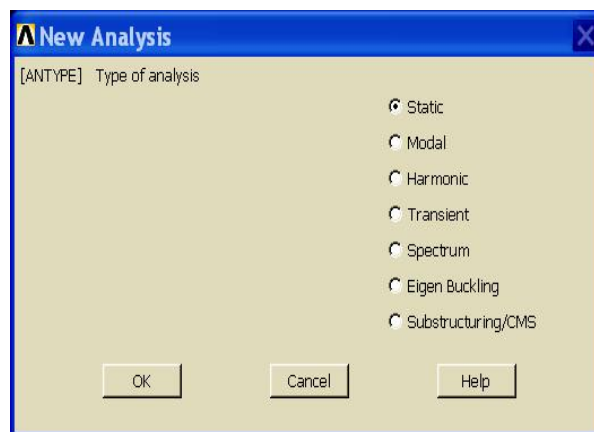 New Analysis
[ANTYPE] Type of analysis
Static
Modal
Harmonic
Transient
Spectrum
Eigen Buckling
Substructuring/CMS
OK Cancel Help